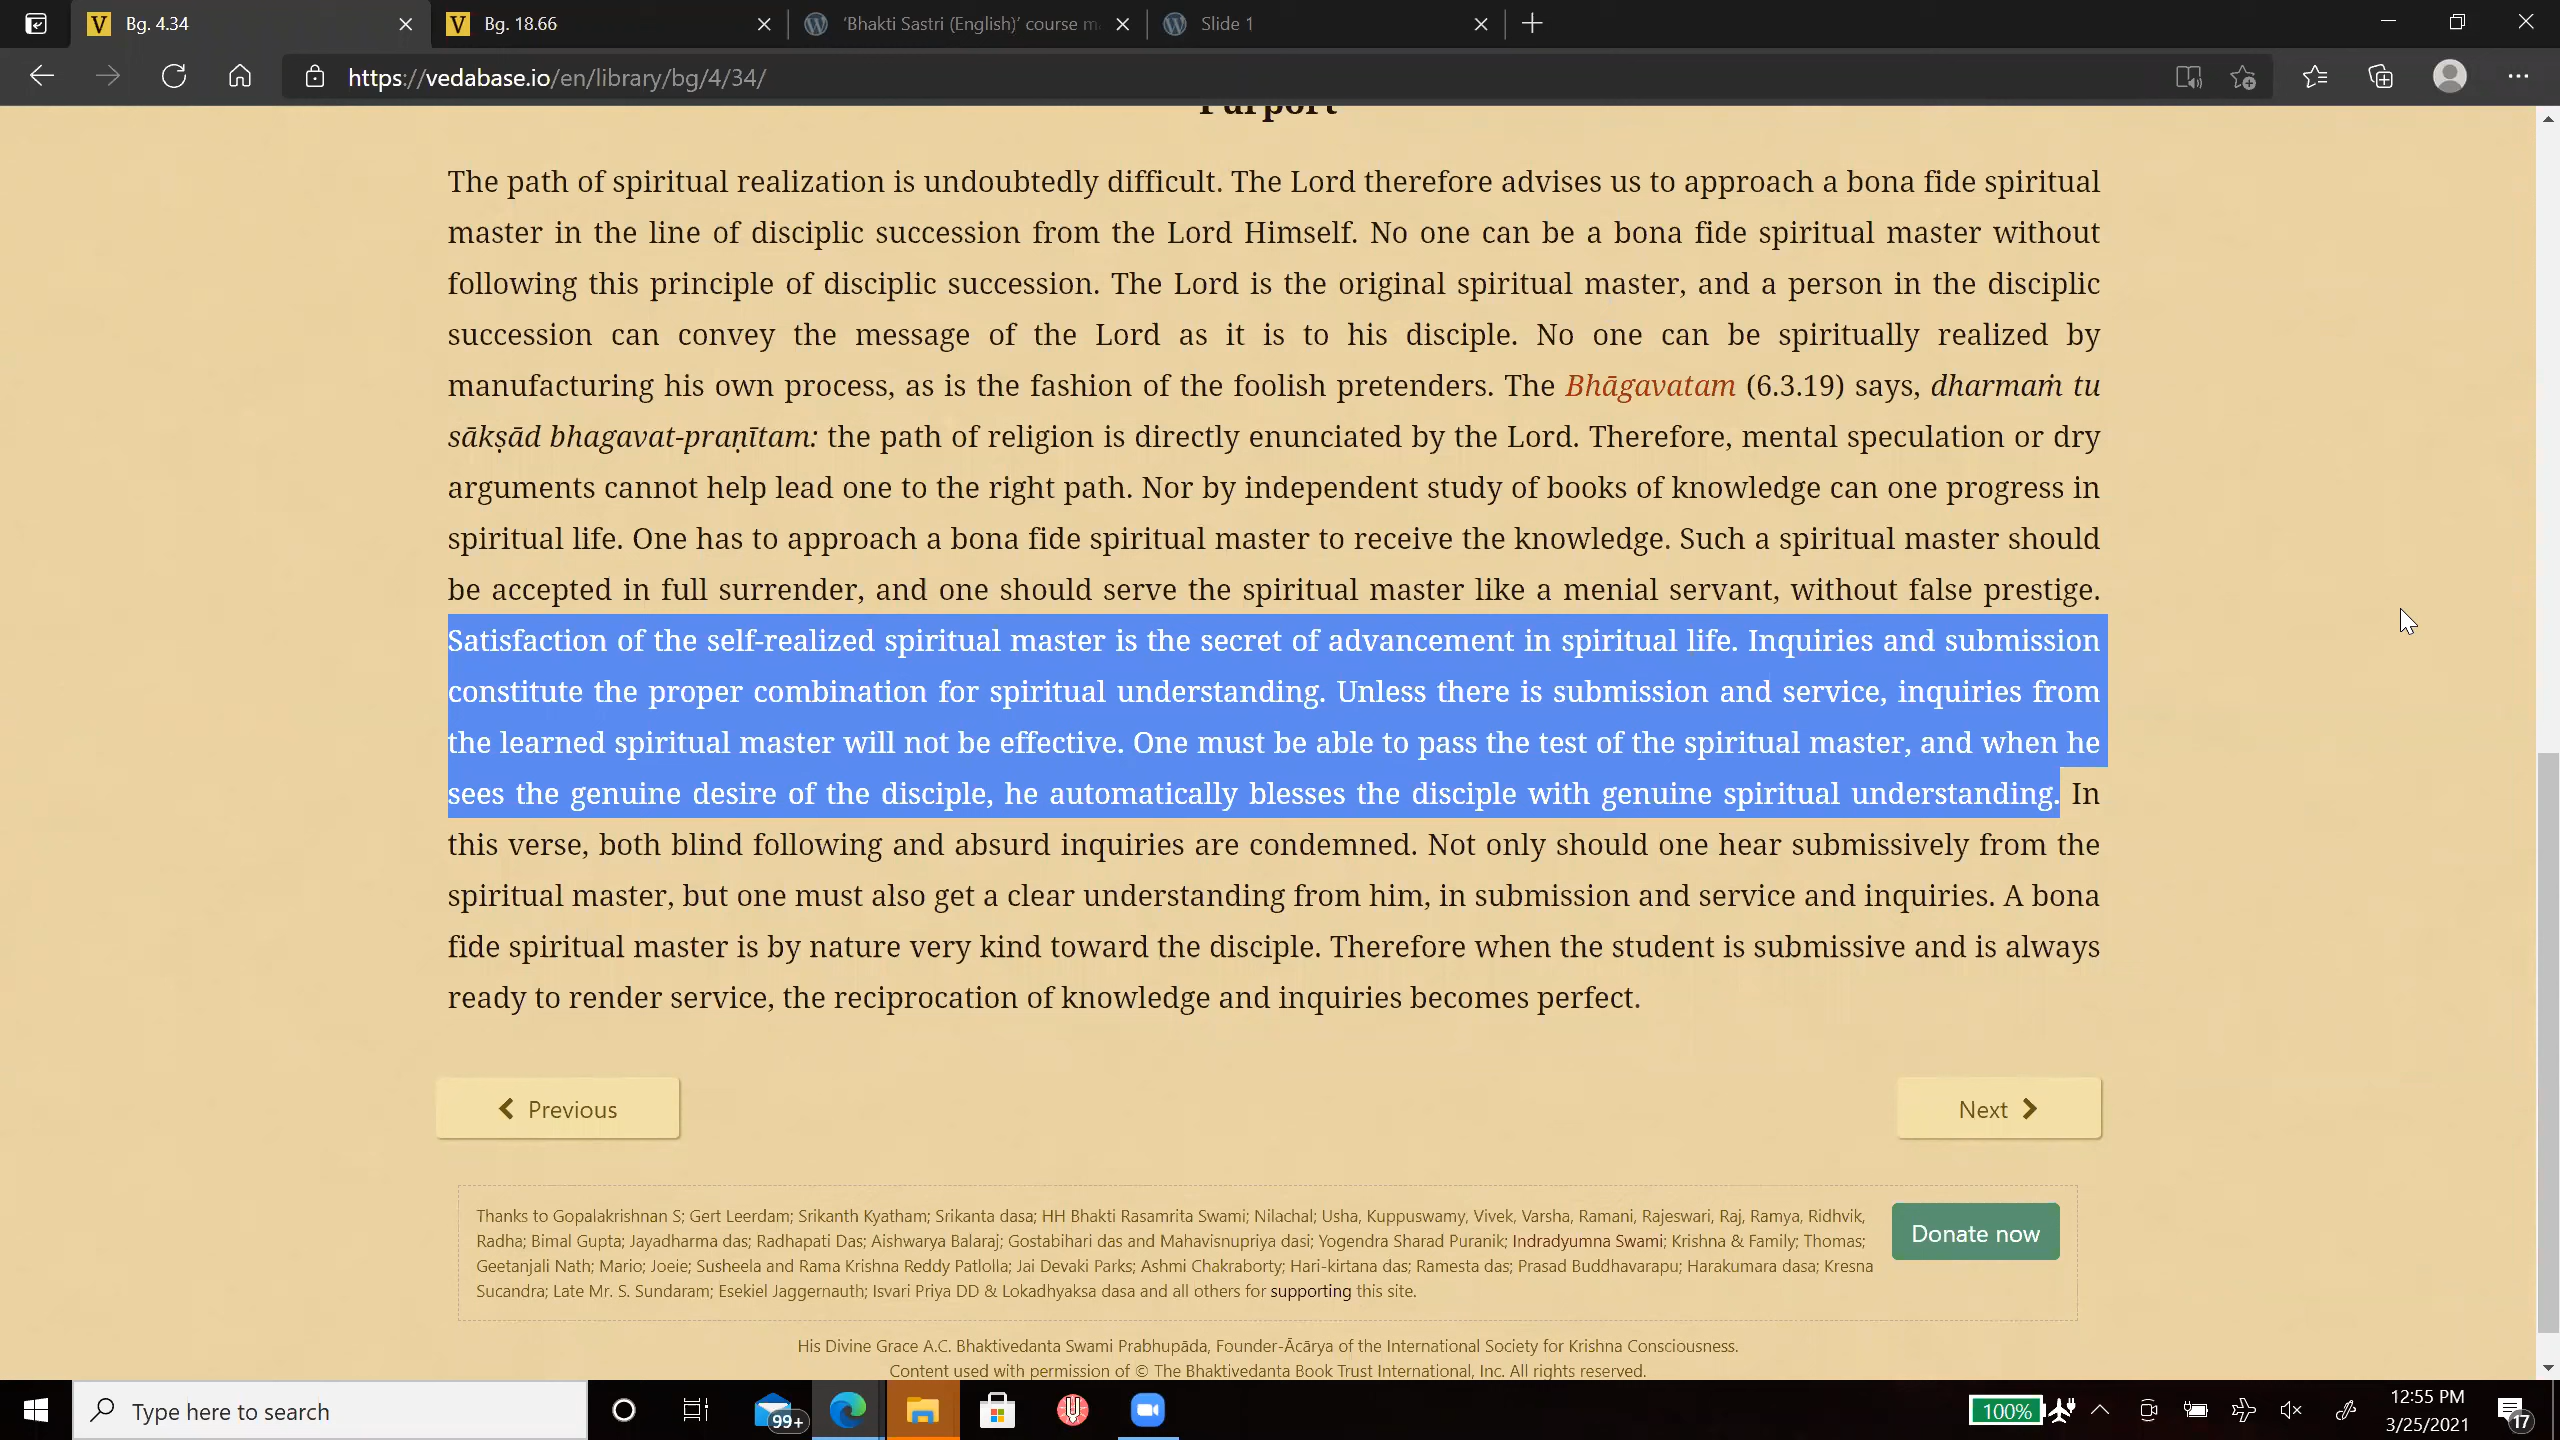 Bg. 4.34
Bg. 18.66
'Bhakti Sastri (English)' course m
Slide 1
https://vedabase.io/en/library/bg/4/34/
Purport
The path of spiritual realization is undoubtedly difficult. The Lord therefore advises us to approach a bona fide spiritual
master in the line of disciplic succession from the Lord Himself. No one can be a bona fide spiritual master without
following this principle of disciplic succession. The Lord is the original spiritual master, and a person in the disciplic
succession can convey the message of the Lord as it is to his disciple. No one can be spiritually realized by
manufacturing his own process, as is the fashion of the foolish pretenders. The Bhāgavatam (6.3.19) says, dharmaṁ tu
sākṣād bhagavat-praṇītam: the path of religion is directly enunciated by the Lord. Therefore, mental speculation or dry
arguments cannot help lead one to the right path. Nor by independent study of books of knowledge can one progress in
spiritual life. One has to approach a bona fide spiritual master to receive the knowledge. Such a spiritual master should
be accepted in full surrender, and one should serve the spiritual master like a menial servant, without false prestige.
Satisfaction of the self-realized spiritual master is the secret of advancement in spiritual life. Inquiries and submission
constitute the proper combination for spiritual understanding. Unless there is submission and service, inquiries from
the learned spiritual master will not be effective. One must be able to pass the test of the spiritual master, and when he
sees the genuine desire of the disciple, he automatically blesses the disciple with genuine spiritual understanding. In
this verse, both blind following and absurd inquiries are condemned. Not only should one hear submissively from the
spiritual master, but one must also get a clear understanding from him, in submission and service and inquiries. A bona
fide spiritual master is by nature very kind toward the disciple. Therefore when the student is submissive and is always
ready to render service, the reciprocation of knowledge and inquiries becomes perfect.
Previous
Next
Thanks to Gopalakrishnan S; Gert Leerdam; Srikanth Kyatham; Srikanta dasa; HH Bhakti Rasamrita Swami; Nilachal; Usha, Kuppuswamy, Vivek, Varsha, Ramani, Rajeswari, Raj, Ramya, Ridhvik,
Radha; Bimal Gupta; Jayadharma das; Radhapati Das; Aishwarya Balaraj; Gostabihari das and Mahavisnupriya dasi; Yogendra Sharad Puranik; Indradyumna Swami; Krishna & Family; Thomas;
Geetanjali Nath; Mario; Joeie; Susheela and Rama Krishna Reddy Patlolla; Jai Devaki Parks; Ashmi Chakraborty; Hari-kirtana das; Ramesta das; Prasad Buddhavarapu; Harakumara dasa; Kresna
Sucandra; Late Mr. S. Sundaram; Esekiel Jaggernauth; Isvari Priya DD & Lokadhyaksa dasa and all others for supporting this site.
Donate now
His Divine Grace A.C. Bhaktivedanta Swami Prabhupāda, Founder-Ācārya of the International Society for Krishna Consciousness.
Content used with permission of © The Bhaktivedanta Book Trust International, Inc. All rights reserved.
Type here to search
99+
100%
12:55 PM
3/25/2021
17